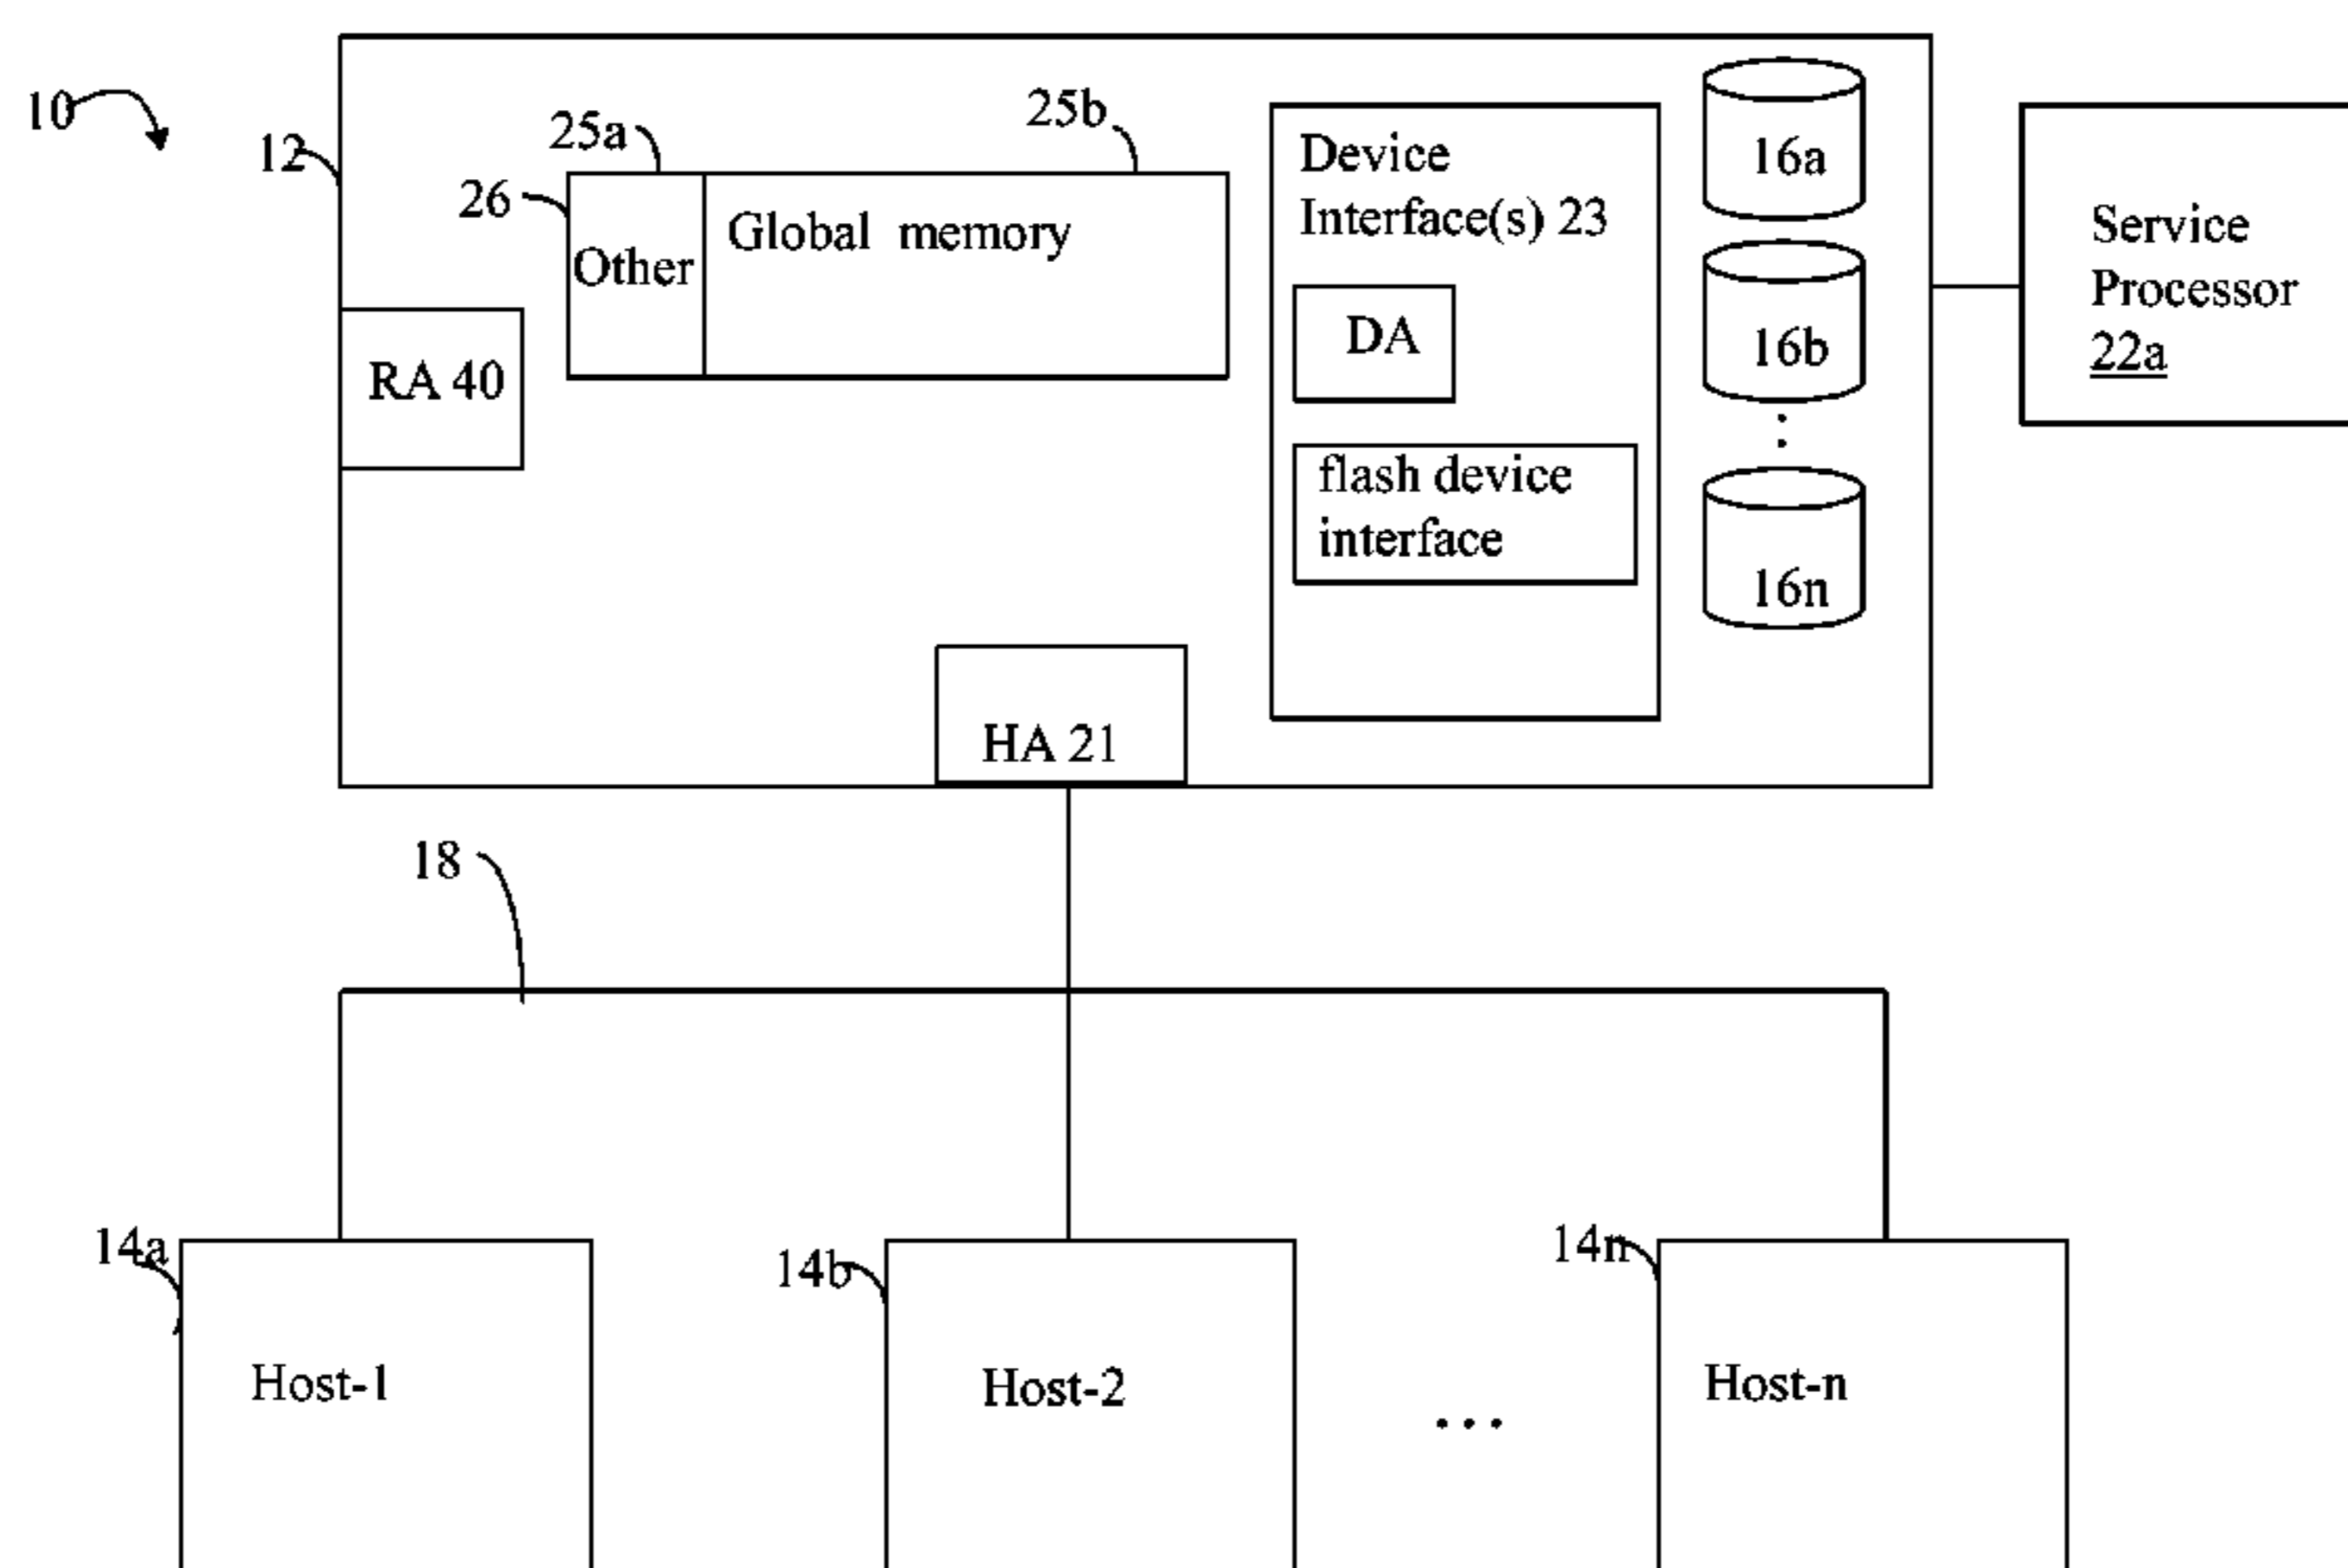 10
12
25a
25b
26
Other
Global memory
RA 40
Device
Interface(s) 23
DA
flash device
interface
16a
16b
16n
Service
Processor
22a
HA 21
18
14a
Host-1
14b
Host-2
...
14n
Host-n